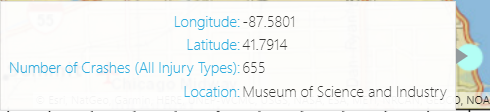 Longitude: -87.5801
Latitude: 41.7914
Number of Crashes (All Injury Types): 655
Location: Museum of Science and Industry
O, NOA